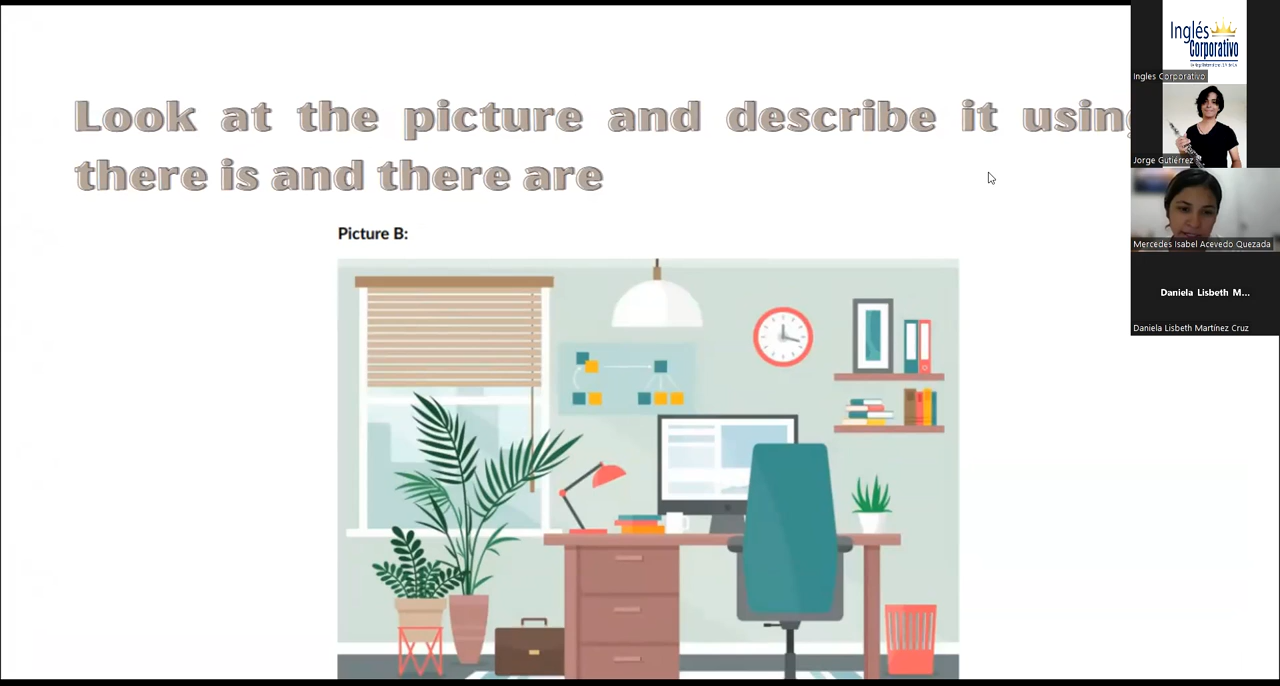 Look at the picture and describe it using
there is and there are
Picture B:
Inglés
Corporativo
Ingles Corporativo
Jorge Gutiérrez
Mercedes Isabel Acevedo Quezada
Daniela Lisbeth M...
Daniela Lisbeth Martínez Cruz